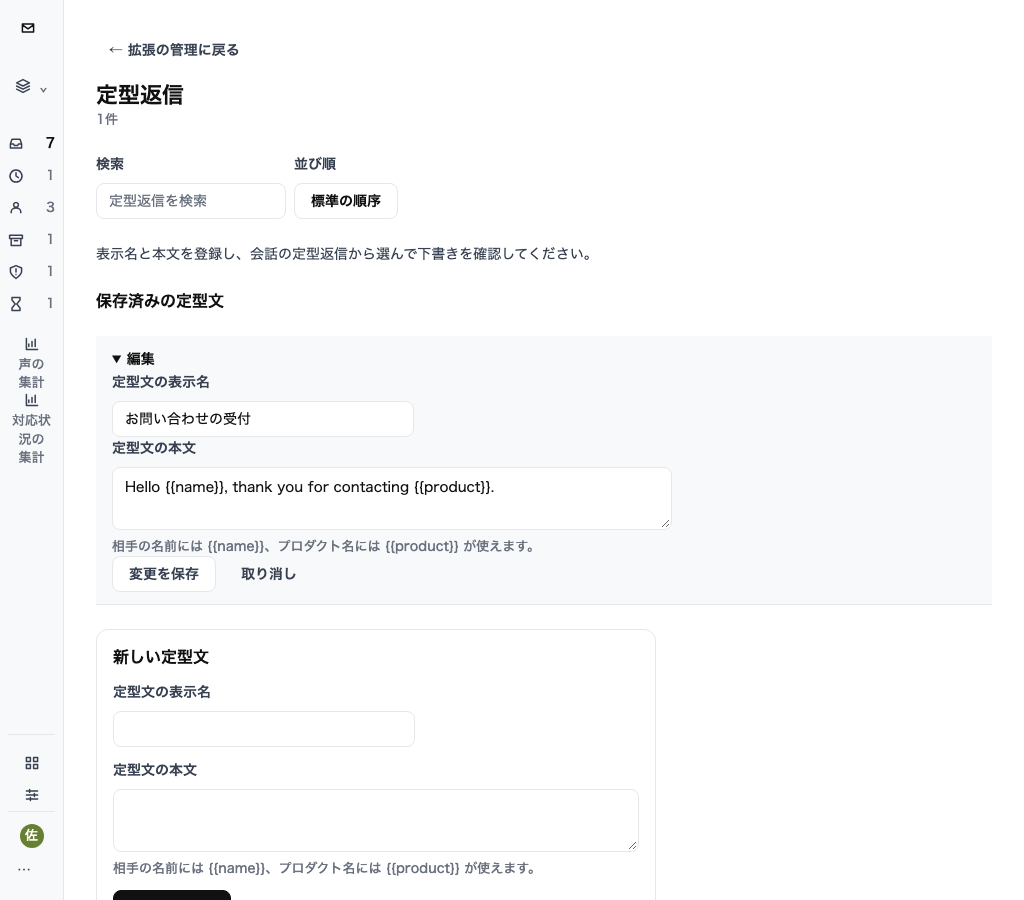 ← 拡張の管理に戻る
定型返信
1件
検索
並び順
定型返信を検索
標準の順序
表示名と本文を登録し、会話の定型返信から選んで下書きを確認してください。
保存済みの定型文
▼ 編集
定型文の表示名
お問い合わせの受付
定型文の本文
Hello {{name}}, thank you for contacting {{product}}.
相手の名前には {{name}}、プロダクト名には {{product}} が使えます。
変更を保存
取り消し
新しい定型文
定型文の表示名
定型文の本文
相手の名前には {{name}}、プロダクト名には {{product}} が使えます。
7
1
3
1
1
1
声の
集計
対応状
況の
集計
佐
…